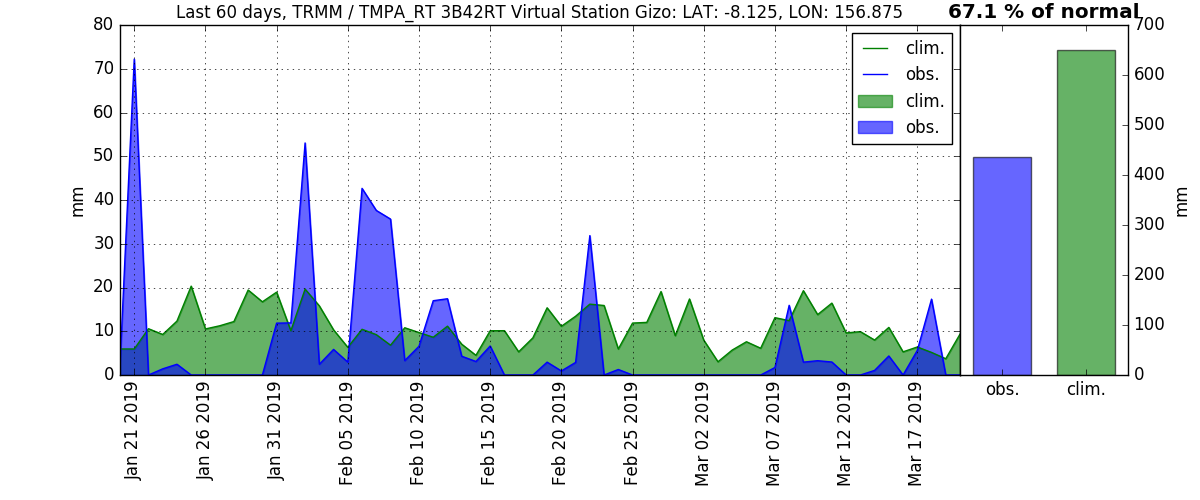 Last 60 days, TRMM / TMPA_RT 3B42RT Virtual Station Gizo: LAT: -8.125, LON: 156.875
67.1 % of normal
80
70
60
50
40
30
20
10
0
mm
clim.
obs.
clim.
obs.
Jan 21 2019
Jan 26 2019
Jan 31 2019
Feb 05 2019
Feb 10 2019
Feb 15 2019
Feb 20 2019
Feb 25 2019
Mar 02 2019
Mar 07 2019
Mar 12 2019
Mar 17 2019
700
600
500
400
300
200
100
0
mm
obs.
clim.